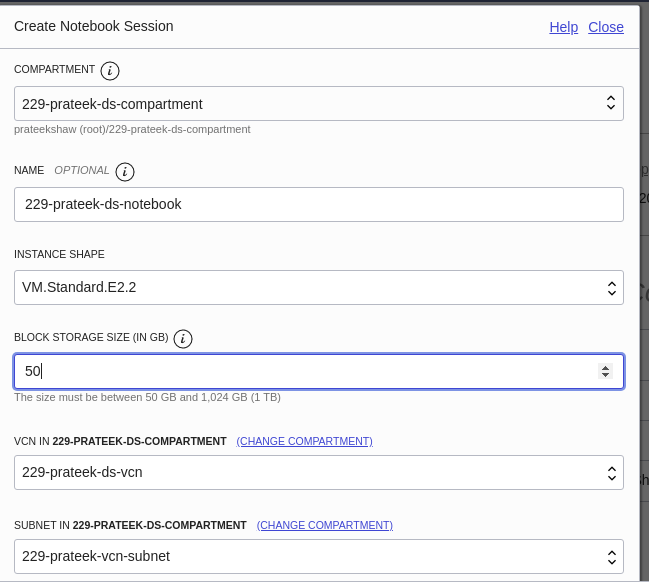 Create Notebook Session Help Close
COMPARTMENT i
229-prateek-ds-compartment
prateekshaw (root)/229-prateek-ds-compartment
NAME OPTIONAL i
229-prateek-ds-notebook
INSTANCE SHAPE
VM.Standard.E2.2
BLOCK STORAGE SIZE (IN GB) i
50
The size must be between 50 GB and 1,024 GB (1 TB)
VCN IN 229-PRATEEK-DS-COMPARTMENT (CHANGE COMPARTMENT)
229-prateek-ds-vcn
SUBNET IN 229-PRATEEK-DS-COMPARTMENT (CHANGE COMPARTMENT)
229-prateek-vcn-subnet